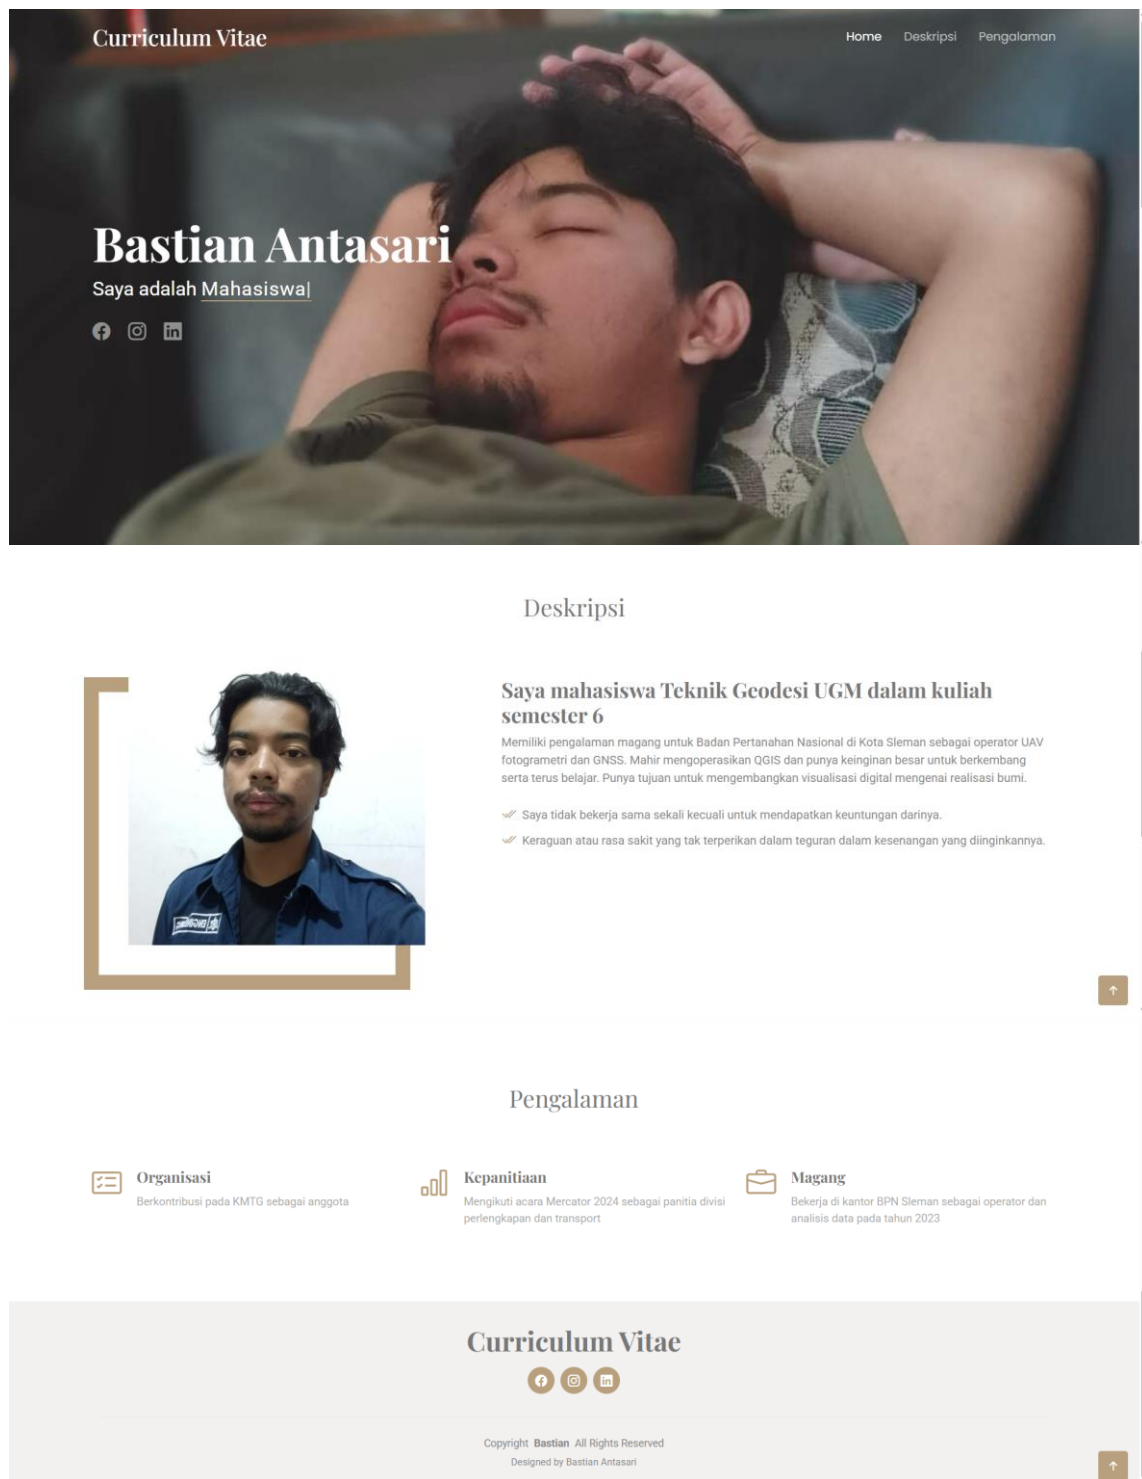 Curriculum Vitae
Home Deskripsi Pengalaman
Bastian Antasari
Saya adalah Mahasiswa|
Deskripsi
Saya mahasiswa Teknik Geodesi UGM dalam kuliah
semester 6
Memiliki pengalaman magang untuk Badan Pertanahan Nasional di Kota Sleman sebagai operator UAV
fotogrametri dan GNSS. Mahir mengoperasikan QGIS dan punya keinginan besar untuk berkembang
serta terus belajar. Punya tujuan untuk mengembangkan visualisasi digital mengenai realisasi bumi.
Saya tidak bekerja sama sekali kecuali untuk mendapatkan keuntungan darinya.
Keraguan atau rasa sakit yang tak terperikan dalam teguran dalam kesenangan yang diinginkannya.
Pengalaman
Organisasi
Berkontribusi pada KMTG sebagai anggota
Kepanitiaan
Mengikuti acara Mercator 2024 sebagai panitia divisi
perlengkapan dan transport
Magang
Bekerja di kantor BPN Sleman sebagai operator dan
analisis data pada tahun 2023
Curriculum Vitae
Copyright Bastian All Rights Reserved
Designed by Bastian Antasari